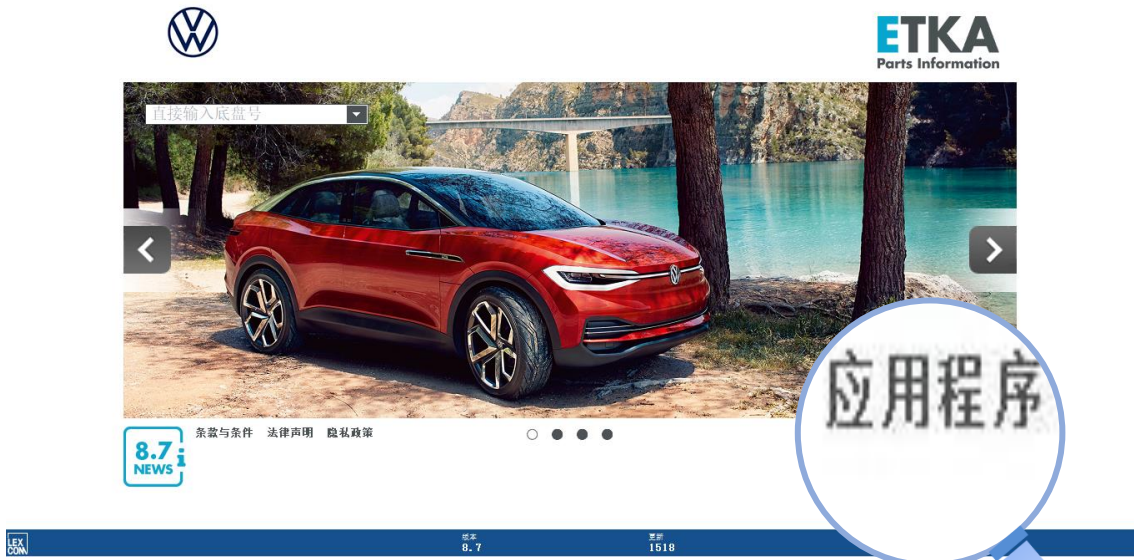 ETKA
Parts Information
直接输入底盘号
应用程序
8.7 i
NEWS
条款与条件 法律声明 隐私政策
LEX
COM
版本
8.7
更新
1518